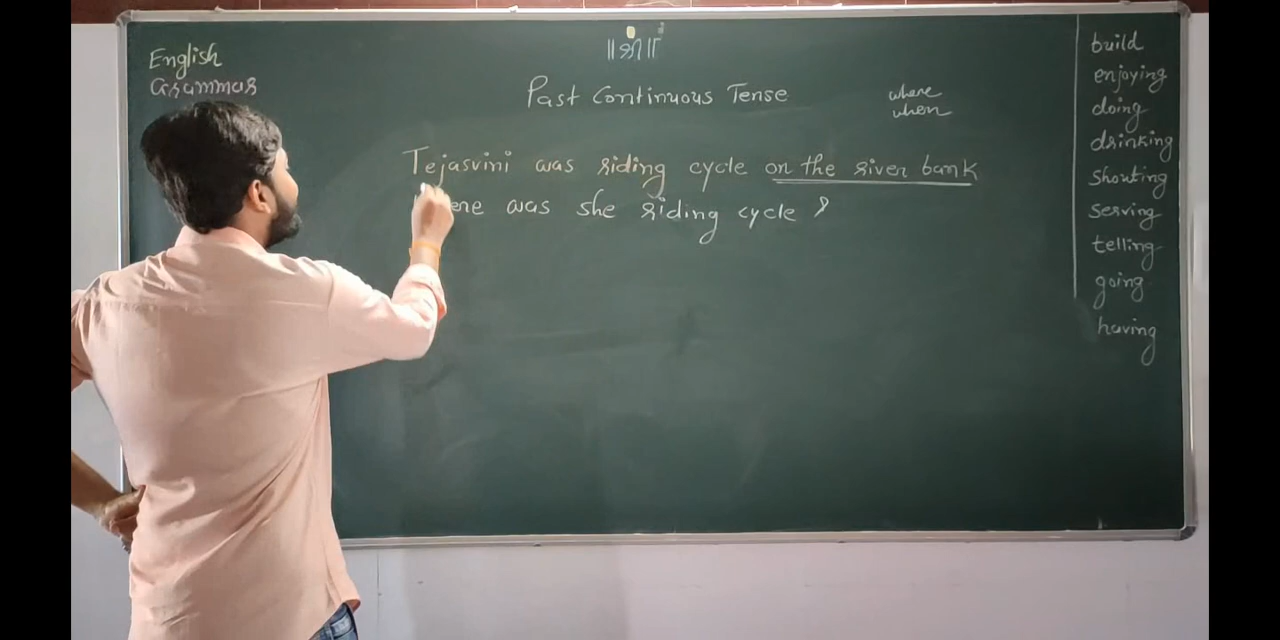 English
Grammar
॥ श्री ॥
Past Continuous Tense
where
when
Tejasvini was riding cycle on the river bank
was she riding cycle ?
build
enjoying
doing
drinking
shouting
serving
telling
going
having